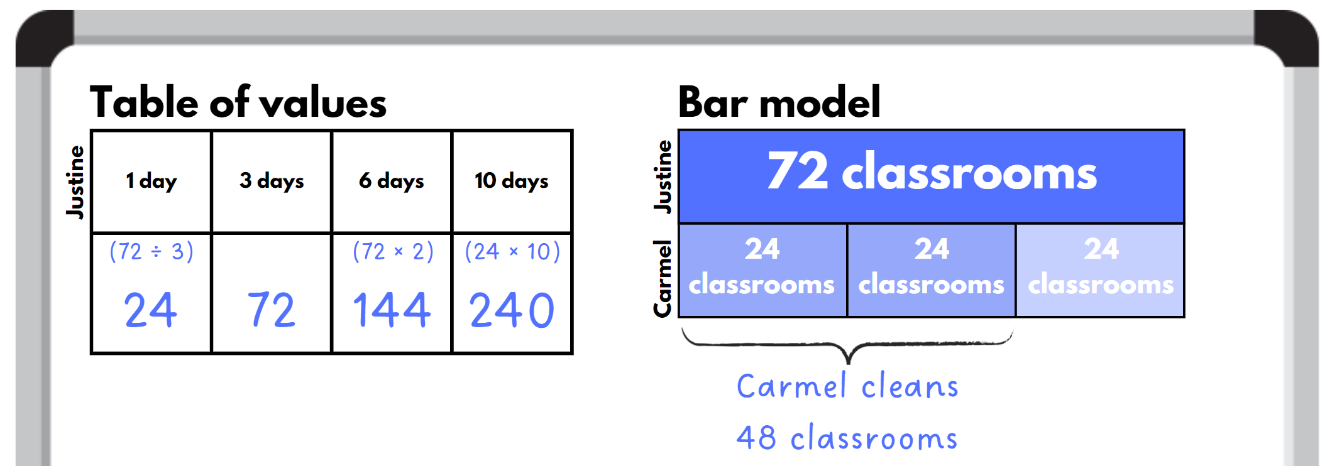 Table of values
Justine
1 day 3 days 6 days 10 days
(72 ÷ 3) (72 × 2) (24 × 10)
24 72 144 240
Bar model
Justine
72 classrooms
Carmel
24 classrooms
24 classrooms
24 classrooms
Carmel cleans
48 classrooms